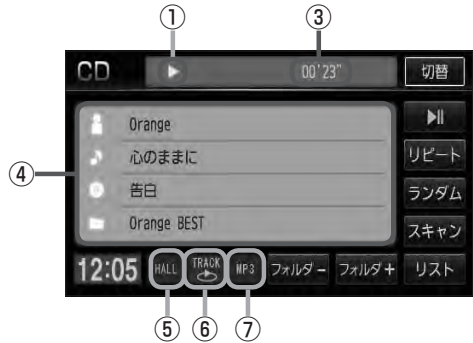 ① ③
CD ▶ 00'23" 切替
Orange ▶II
心のままに リピート
④ 告白 ランダム
Orange BEST スキャン
12:05 HALL TRACK MP3 フォルダ- フォルダ+ リスト
⑤ ⑥ ⑦